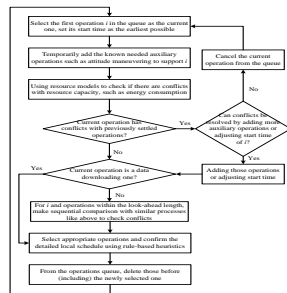 Select the first operation i in the queue as the current
one, set its start time as the earliest possible
Cancel the current
operation from the queue
Temporarily add the known needed auxiliary
operations such as attitude maneuvering to support i
Using resource models to check if there are conflicts
with resource capacity, such as energy consumption
No
Current operation has
conflicts with previously settled
operations?
Yes
Can conflicts be
resolved by adding more
auxiliary operations or
adjusting start time
of i?
No
Yes
Yes
Current operation is a data
downloading one?
Adding those operations
or adjusting start time
No
For i and operations within the look-ahead length,
make sequential comparison with similar processes
like above to check conflicts
Select appropriate operations and confirm the
detailed local schedule using rule-based heuristics
From the operations queue, delete those before
(including) the newly selected one